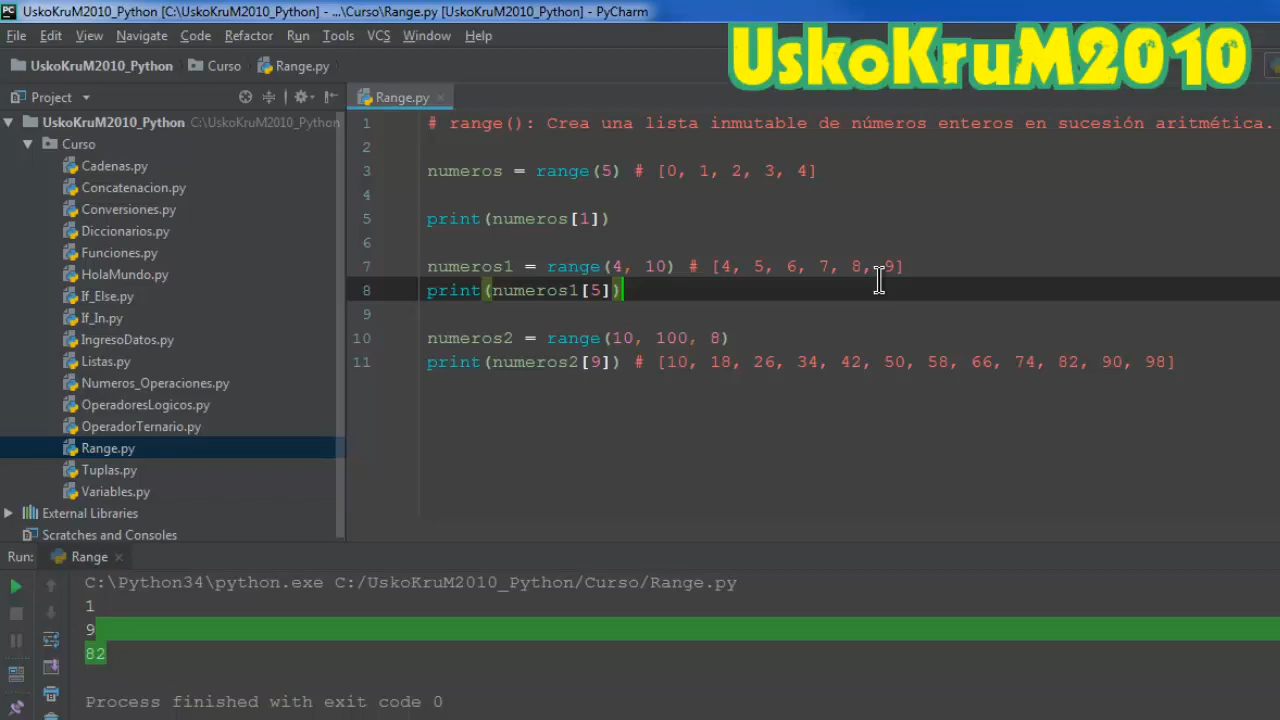 UskoKruM2010_Python [C:\UskoKruM2010_Python] - ...\Curso\Range.py [UskoKruM2010_Python] - PyCharm
File Edit View Navigate Code Refactor Run Tools VCS Window Help
UskoKruM2010
UskoKruM2010_Python Curso Range.py
Project
Range.py
UskoKruM2010_Python C:\UskoKruM2010_Python
Curso
Cadenas.py
Concatenacion.py
Conversiones.py
Diccionarios.py
Funciones.py
HolaMundo.py
If_Else.py
If_In.py
IngresoDatos.py
Listas.py
Numeros_Operaciones.py
OperadoresLogicos.py
OperadorTernario.py
Range.py
Tuplas.py
Variables.py
External Libraries
Scratches and Consoles
1 # range(): Crea una lista inmutable de números enteros en sucesión aritmética.
2
3 numeros = range(5) # [0, 1, 2, 3, 4]
4
5 print(numeros[1])
6
7 numeros1 = range(4, 10) # [4, 5, 6, 7, 8, 9]
8 print(numeros1[5])
9
10 numeros2 = range(10, 100, 8)
11 print(numeros2[9]) # [10, 18, 26, 34, 42, 50, 58, 66, 74, 82, 90, 98]
Run: Range
C:\Python34\python.exe C:/UskoKruM2010_Python/Curso/Range.py
1
9
82
Process finished with exit code 0